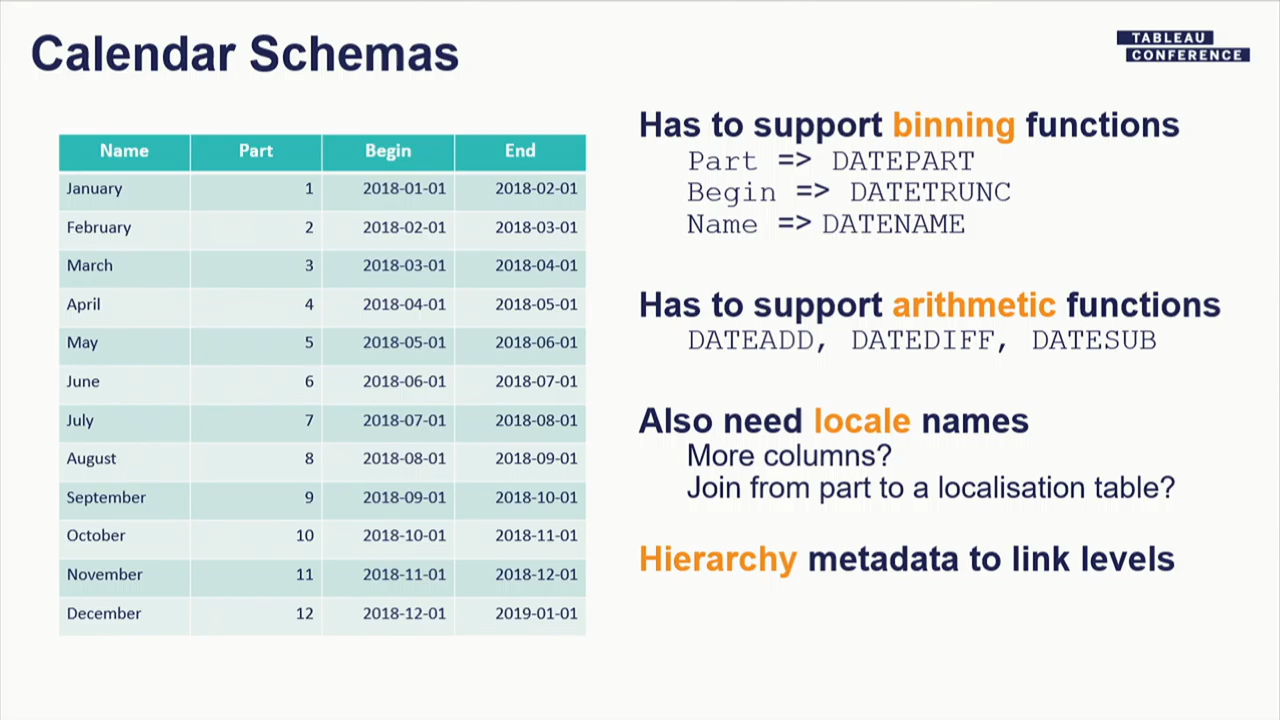 Calendar Schemas
TABLEAU
CONFERENCE
Name Part Begin End
January 1 2018-01-01 2018-02-01
February 2 2018-02-01 2018-03-01
March 3 2018-03-01 2018-04-01
April 4 2018-04-01 2018-05-01
May 5 2018-05-01 2018-06-01
June 6 2018-06-01 2018-07-01
July 7 2018-07-01 2018-08-01
August 8 2018-08-01 2018-09-01
September 9 2018-09-01 2018-10-01
October 10 2018-10-01 2018-11-01
November 11 2018-11-01 2018-12-01
December 12 2018-12-01 2019-01-01
Has to support binning functions
Part => DATEPART
Begin => DATETRUNC
Name => DATENAME
Has to support arithmetic functions
DATEADD, DATEDIFF, DATESUB
Also need locale names
More columns?
Join from part to a localisation table?
Hierarchy metadata to link levels